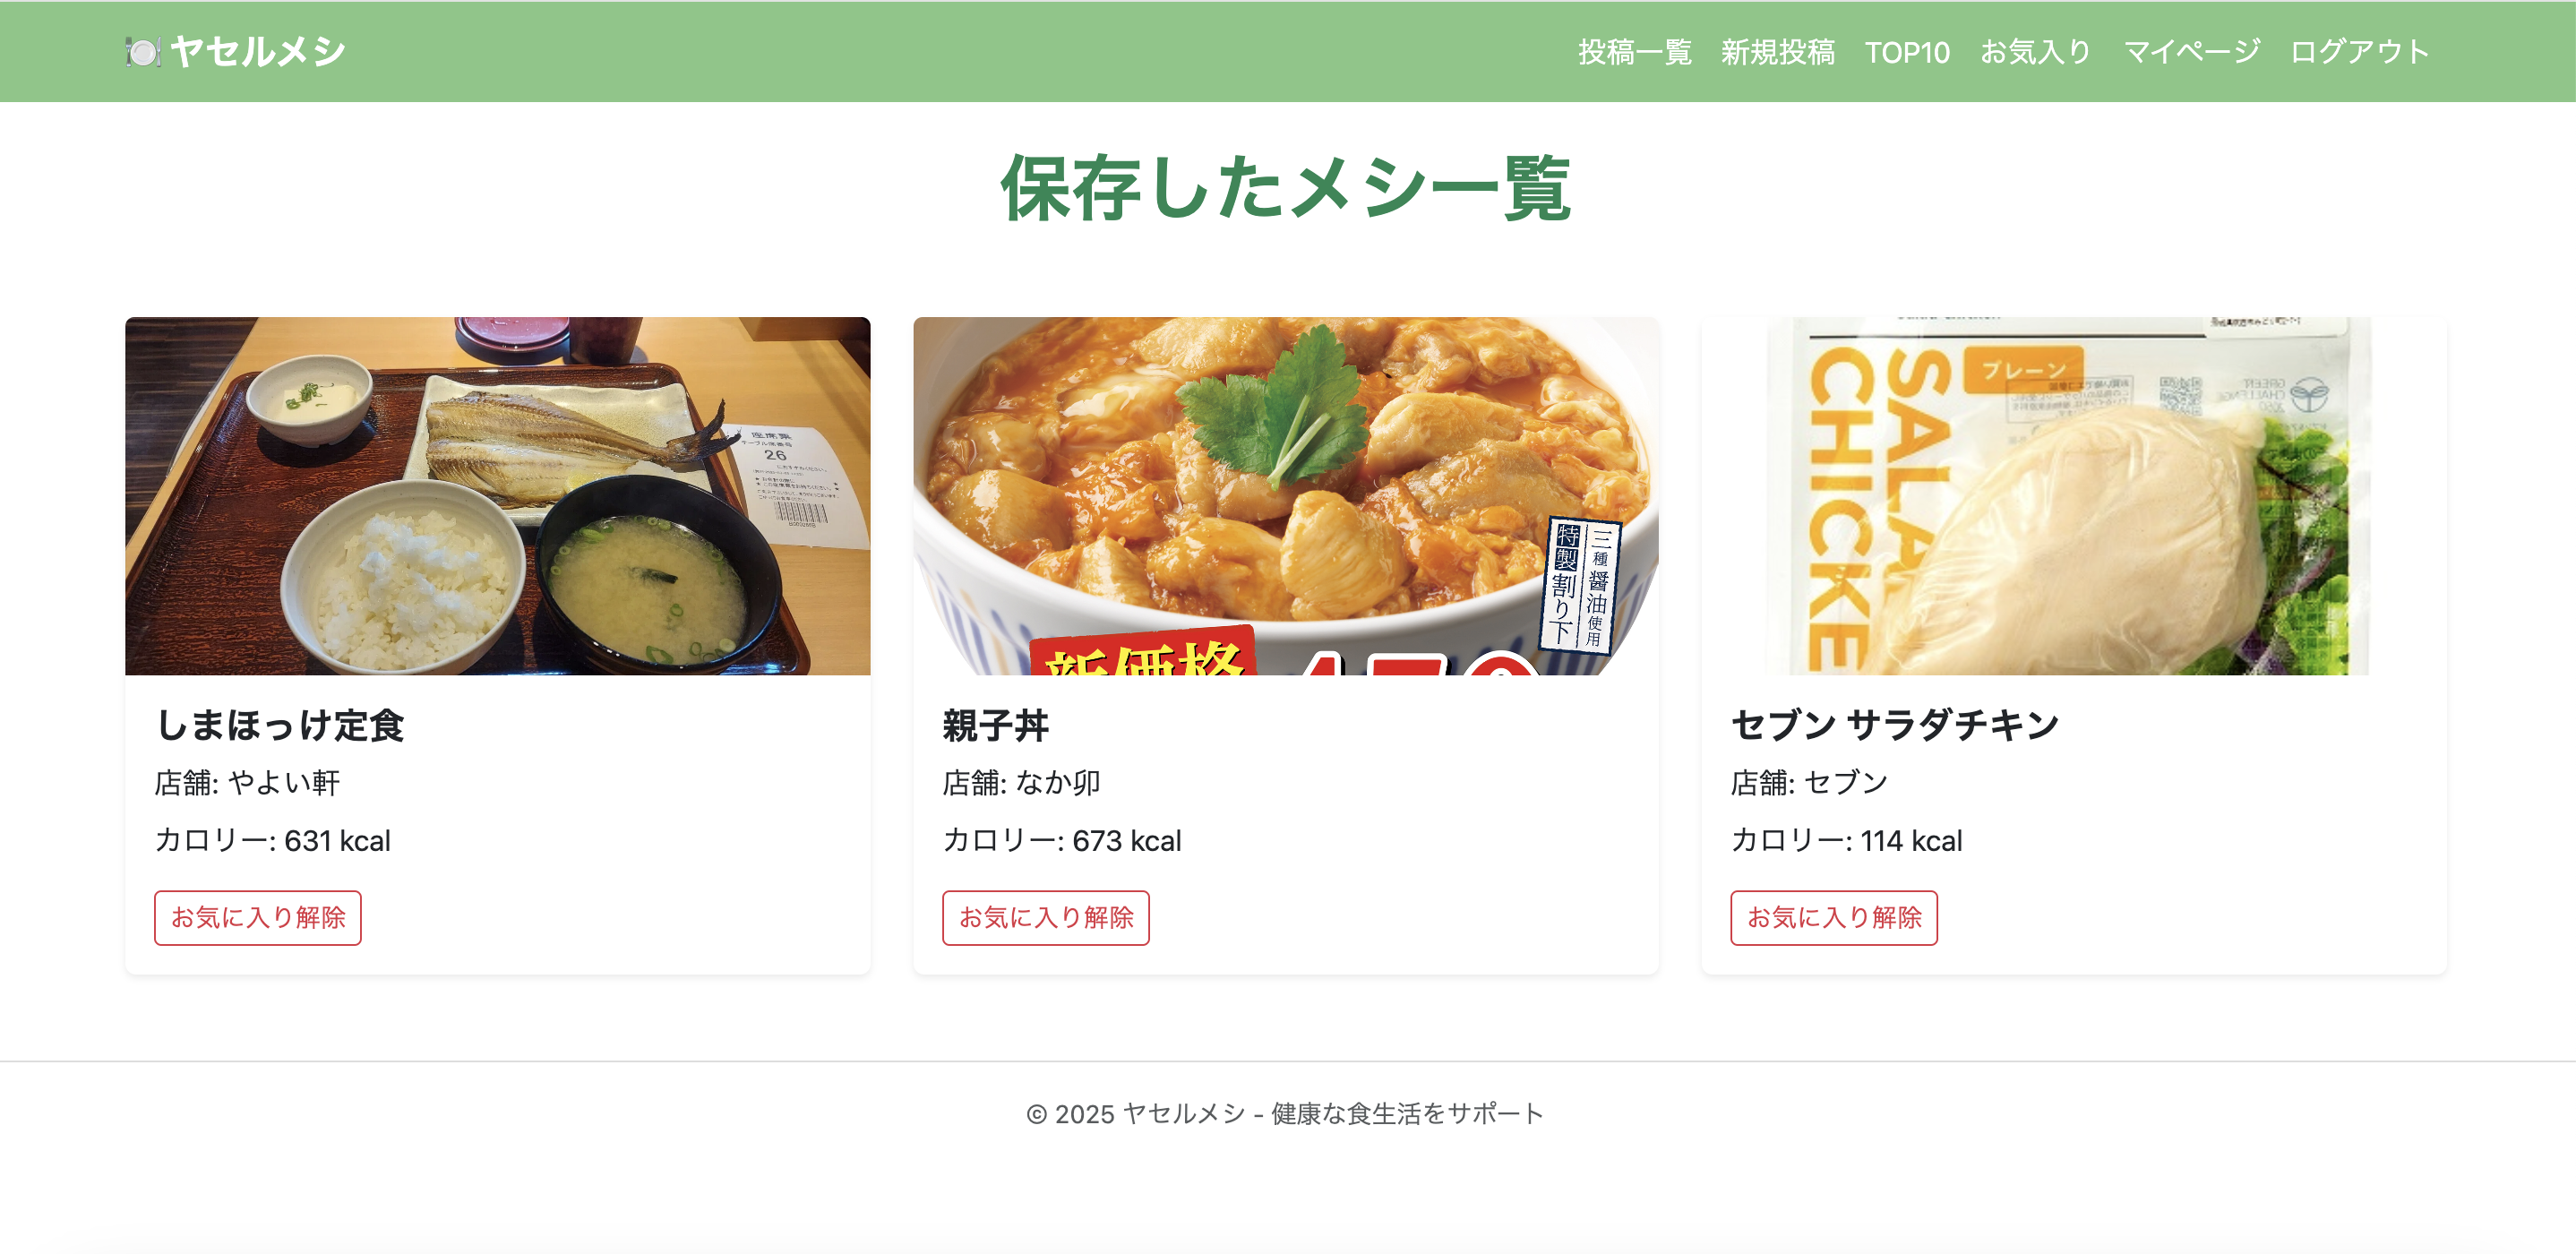 ヤセルメシ
投稿一覧 新規投稿 TOP10 お気入り マイページ ログアウト
保存したメシ一覧
座席票
26
新価格
三種醤油使用
特製割り下
プレーン
SALA
CHICKE
しまほっけ定食
店舗: やよい軒
カロリー: 631 kcal
お気に入り解除
親子丼
店舗: なか卯
カロリー: 673 kcal
お気に入り解除
セブン サラダチキン
店舗: セブン
カロリー: 114 kcal
お気に入り解除
© 2025 ヤセルメシ - 健康な食生活をサポート